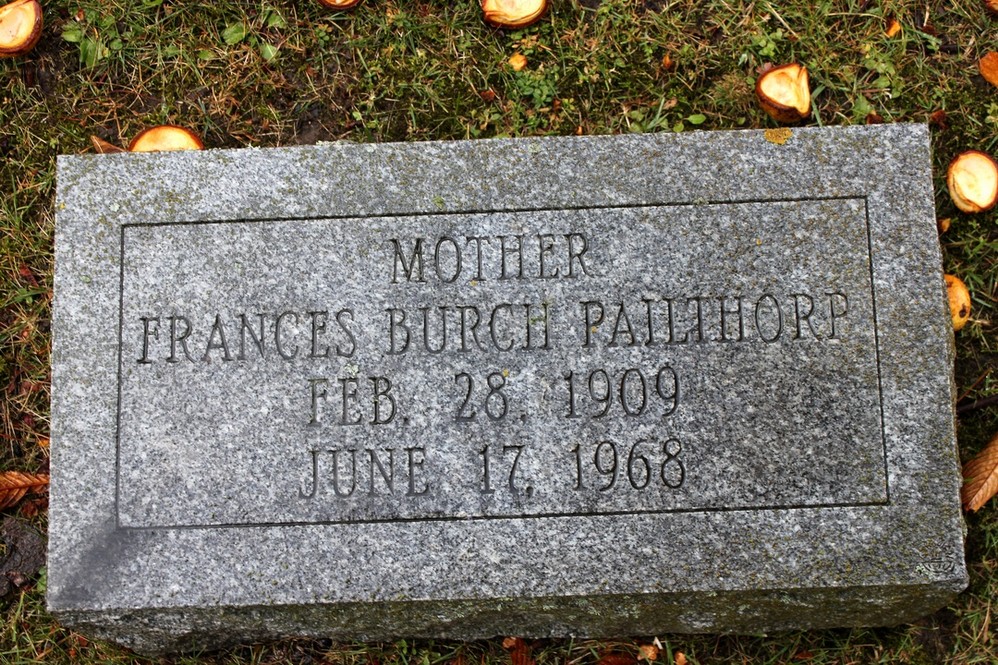 MOTHER
FRANCES BURCH PAILTHORP
FEB. 28. 1909
JUNE 17, 1968